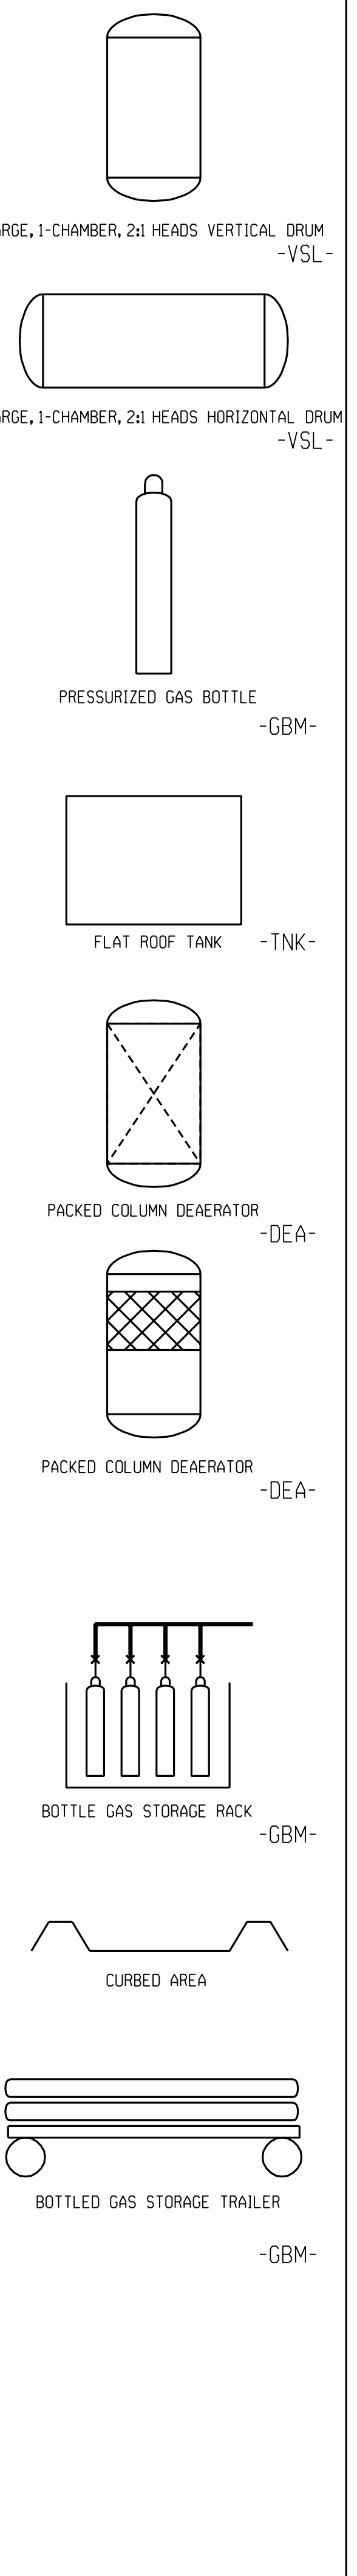 ARGE, 1-CHAMBER, 2:1 HEADS VERTICAL DRUM
-VSL-
ARGE, 1-CHAMBER, 2:1 HEADS HORIZONTAL DRUM
-VSL-
PRESSURIZED GAS BOTTLE
-GBM-
FLAT ROOF TANK -TNK-
PACKED COLUMN DEAERATOR
-DEA-
PACKED COLUMN DEAERATOR
-DEA-
BOTTLE GAS STORAGE RACK
-GBM-
CURBED AREA
BOTTLED GAS STORAGE TRAILER
-GBM-